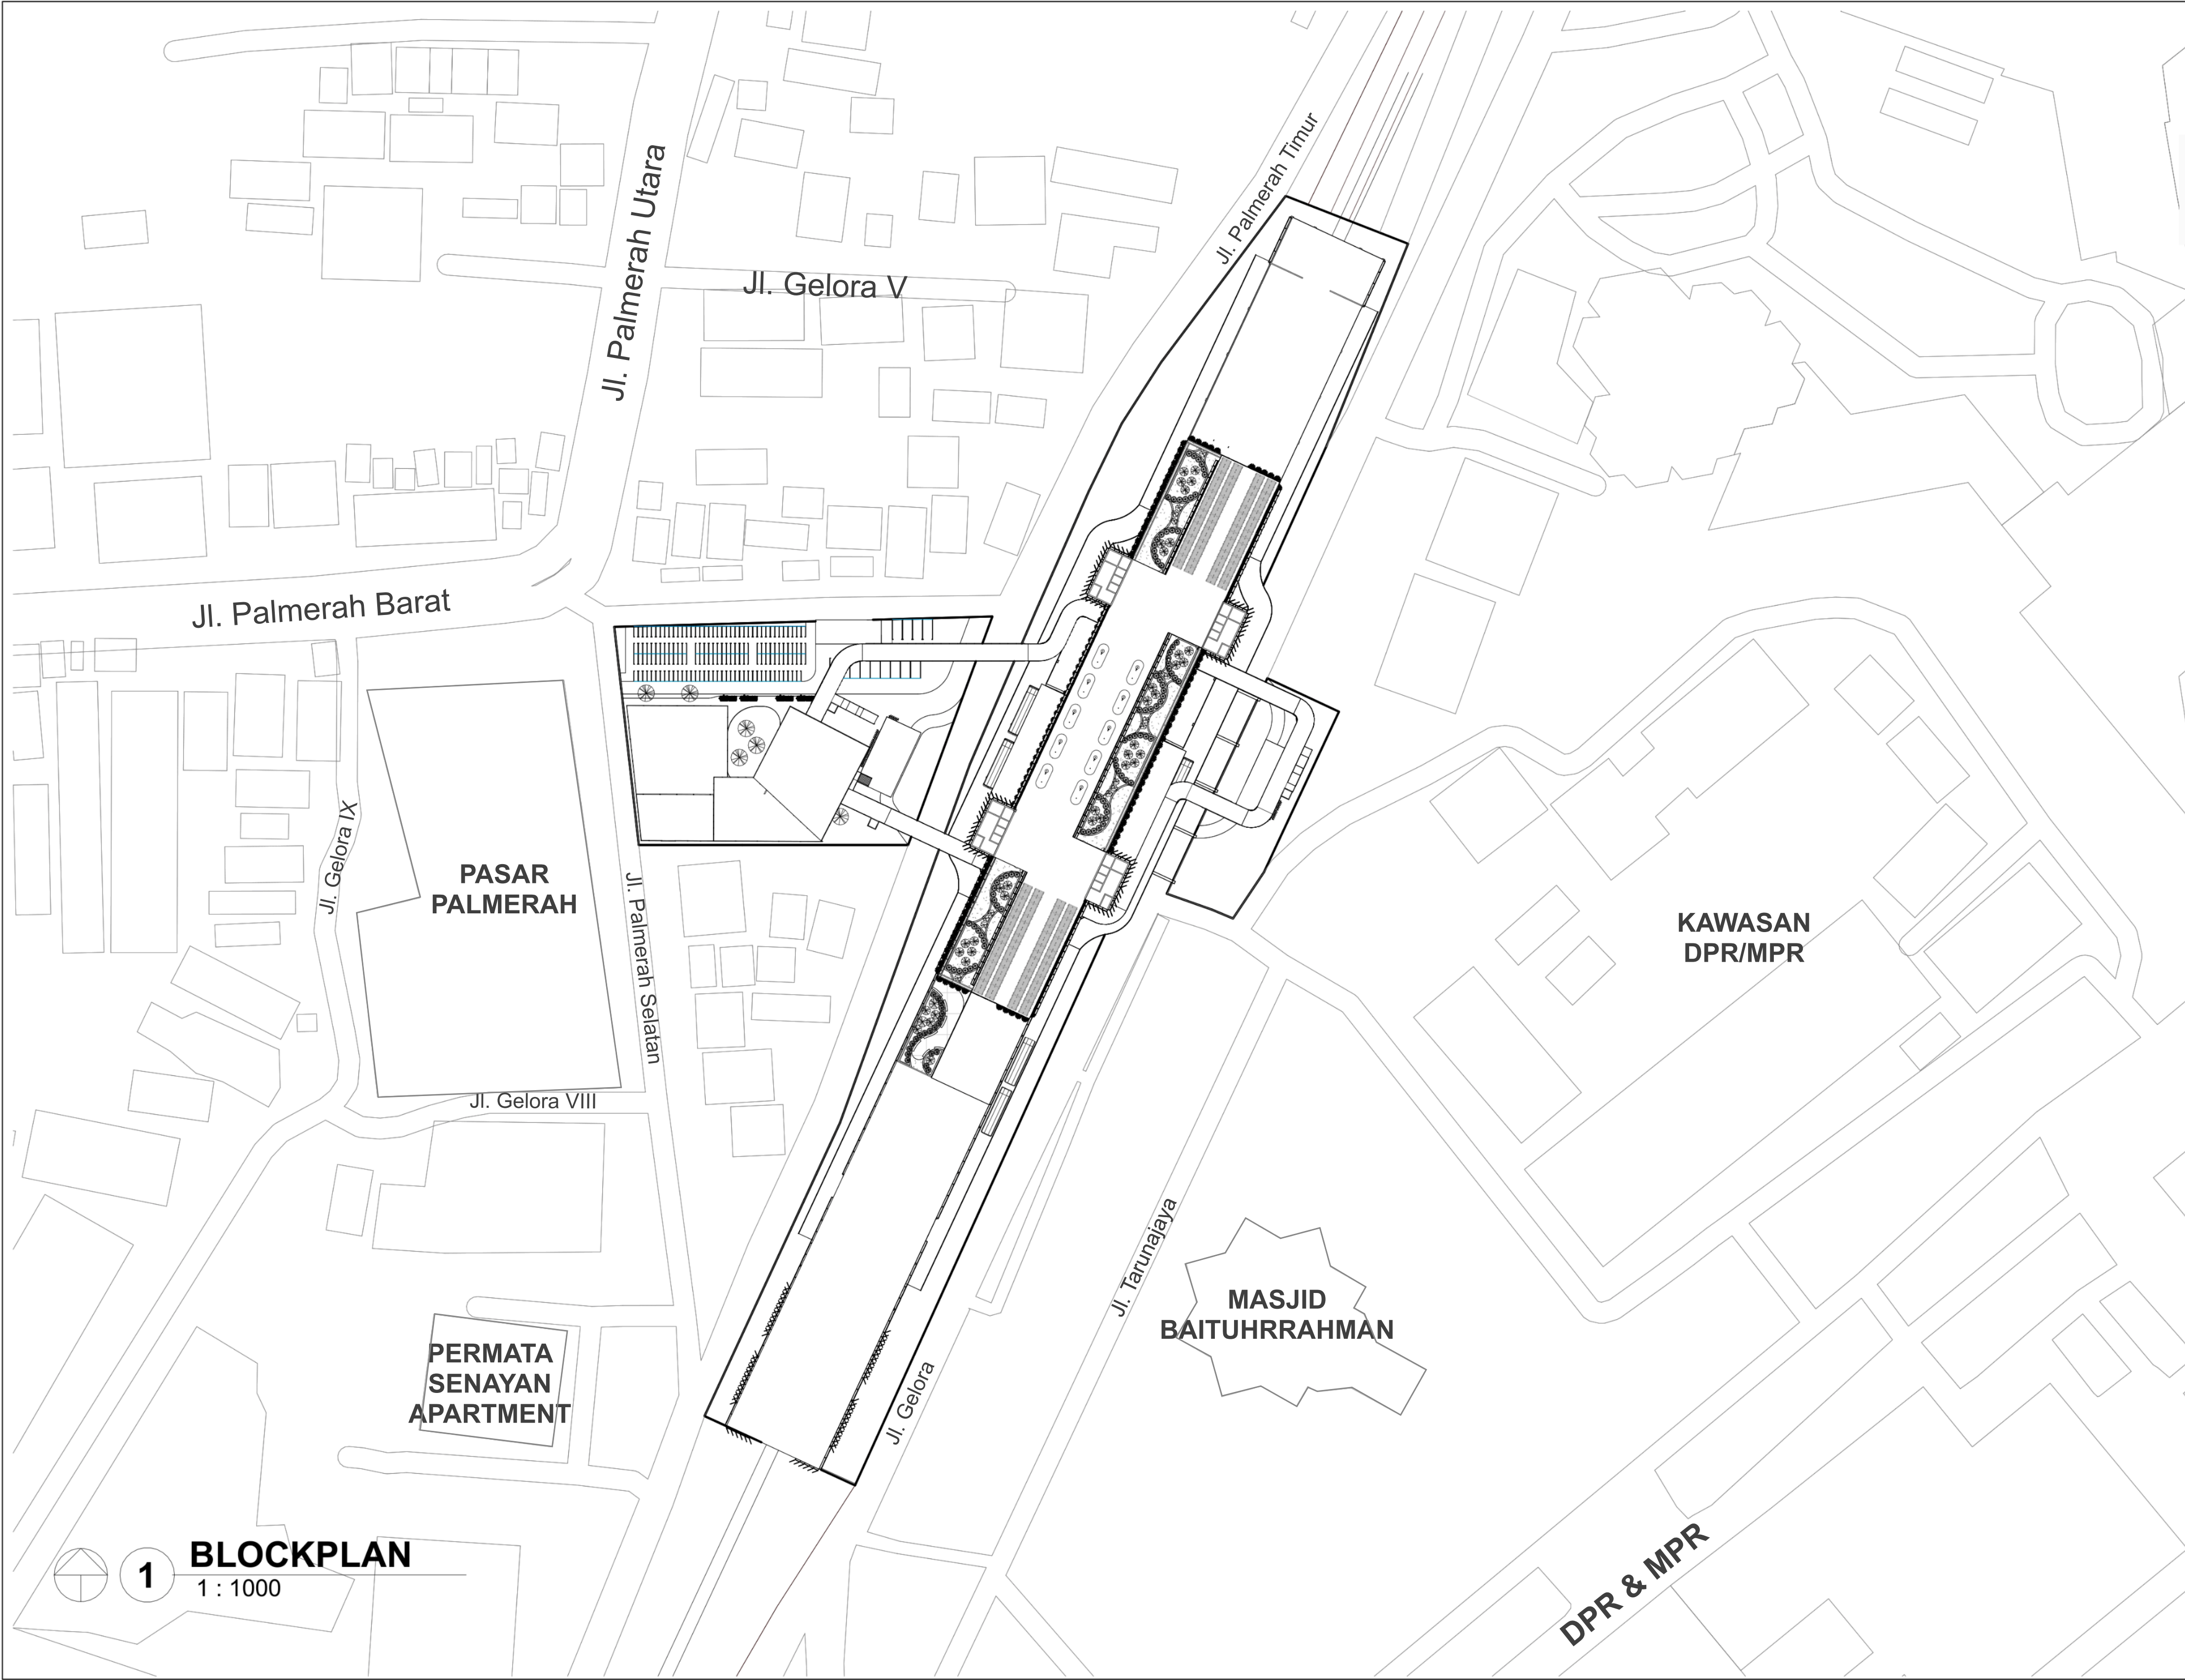 Jl. Palmerah Utara
Jl. Palmerah Timur
Jl. Gelora V
Jl. Palmerah Barat
Jl. Gelora IX
PASAR
PALMERAH
Jl. Palmerah Selatan
KAWASAN
DPR/MPR
Jl. Gelora VIII
Jl. Tarunajaya
MASJID
BAITUHRRAHMAN
PERMATA
SENAYAN
APARTMENT
Jl. Gelora
DPR & MPR
1
BLOCKPLAN
1 : 1000